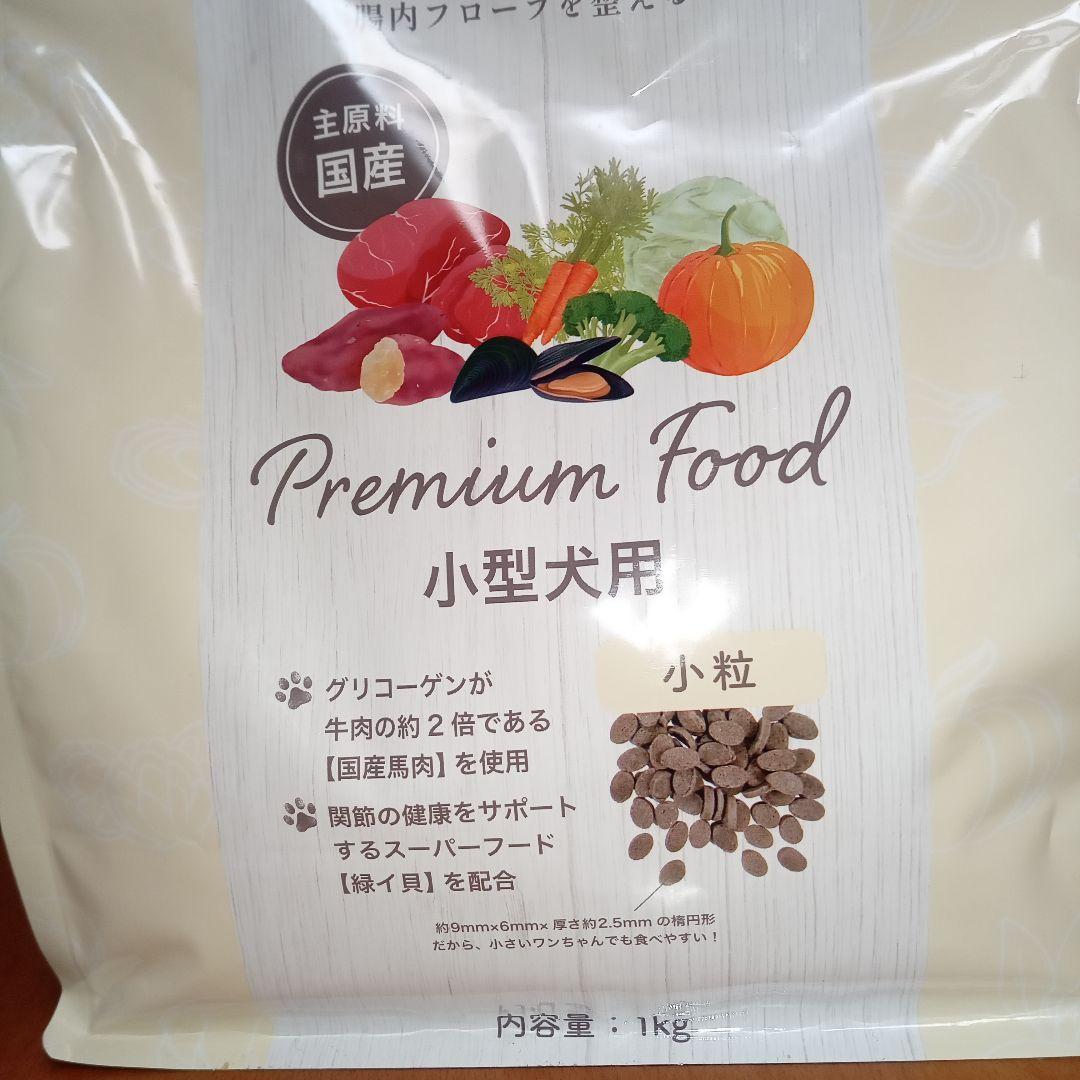 腸内フローラを整える
主原料
国産
Premium Food
小型犬用
グリコーゲンが
牛肉の約2倍である
【国産馬肉】を使用
関節の健康をサポート
するスーパーフード
【緑イ貝】を配合
小粒
約9mm×6mm×厚さ約2.5mmの楕円形
だから、小さいワンちゃんでも食べやすい!
内容量:1kg